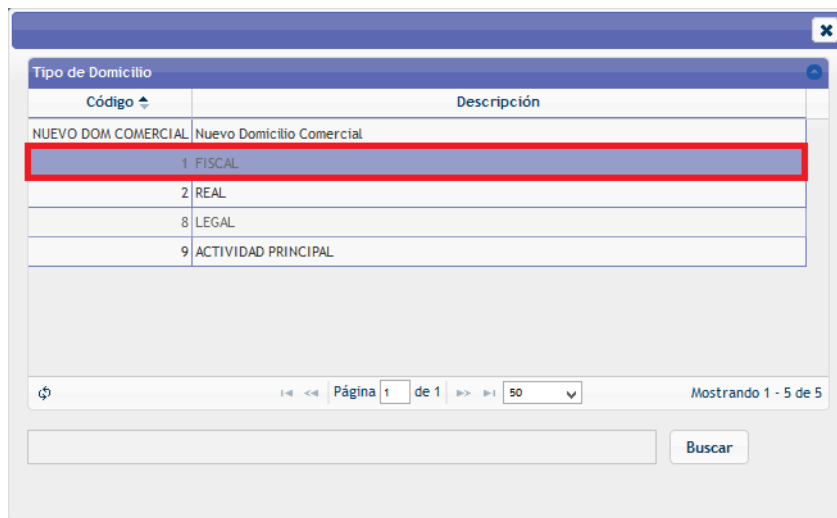 Tipo de Domicilio
Código Descripción
NUEVO DOM COMERCIAL Nuevo Domicilio Comercial
1 FISCAL
2 REAL
8 LEGAL
9 ACTIVIDAD PRINCIPAL
Página 1 de 1 50 Mostrando 1 - 5 de 5
Buscar